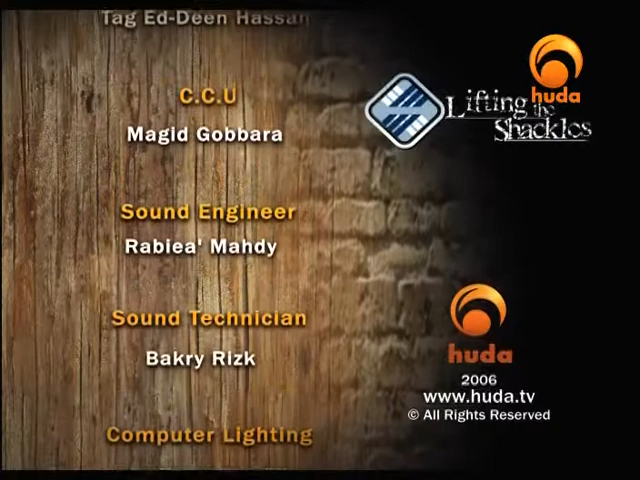 Tag Ed-Deen Hassan
C.C.U
Magid Gobbara
Sound Engineer
Rabiea' Mahdy
Sound Technician
Bakry Rizk
Computer Lighting
huda
Lifting the
Shackles
huda
2006
www.huda.tv
© All Rights Reserved